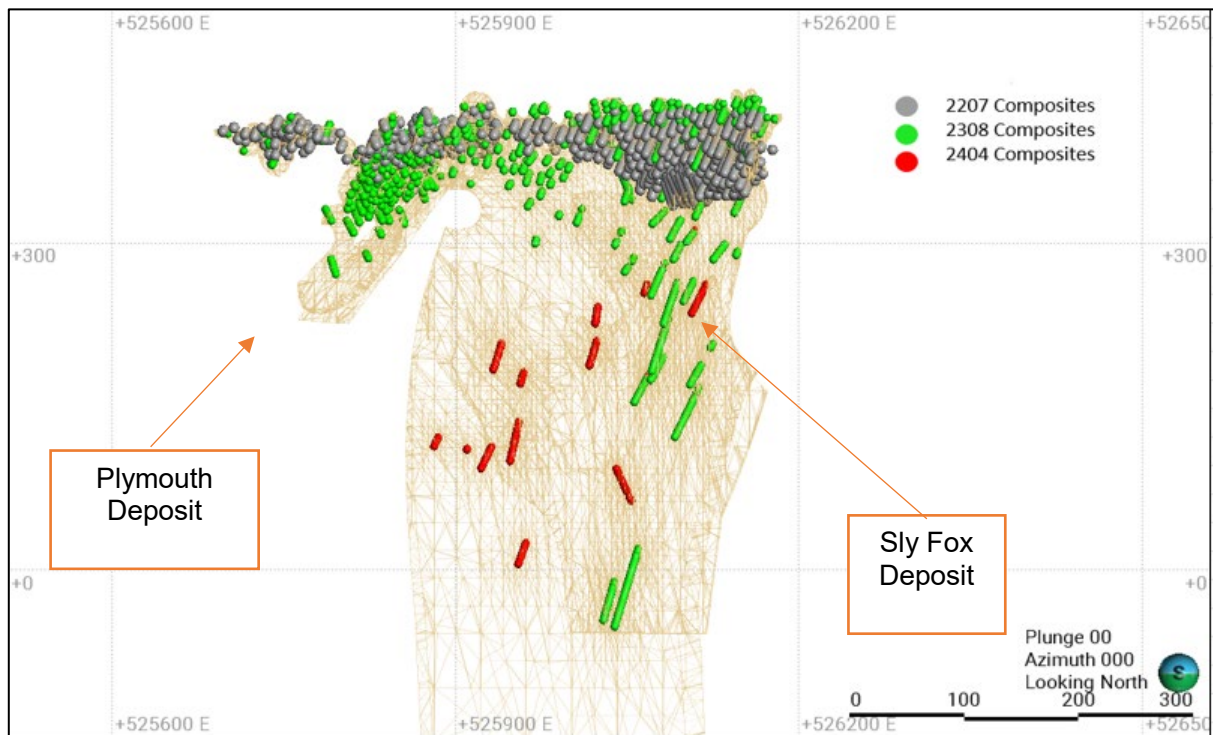 +525600 E
+525900 E
+526200 E
+52650
2207 Composites
2308 Composites
2404 Composites
+300
+300
Plymouth
Deposit
Sly Fox
Deposit
+0
+0
Plunge 00
Azimuth 000
Looking North
S
0 100 200 300
+525600 E
+525900 E
+526200 E
+52650